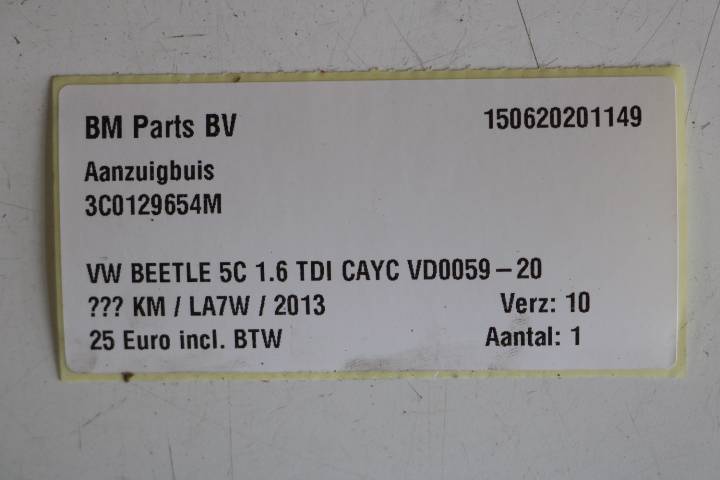 BM Parts BV 150620201149
Aanzuigbuis
3C0129654M
VW BEETLE 5C 1.6 TDI CAYC VD0059 – 20
??? KM / LA7W / 2013 Verz: 10
25 Euro incl. BTW Aantal: 1